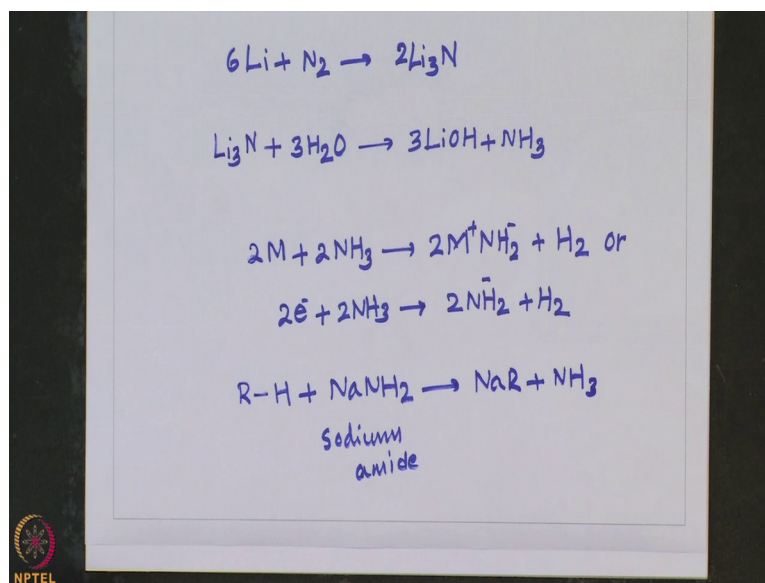 6Li + N₂ → 2Li₃N
Li₃N + 3H₂O → 3LiOH + NH₃
2M + 2NH₃ → 2M⁺NH₂⁻ + H₂ or
2e⁻ + 2NH₃ → 2NH₂⁻ + H₂
R-H + NaNH₂ → NaR + NH₃
Sodium
amide
NPTEL